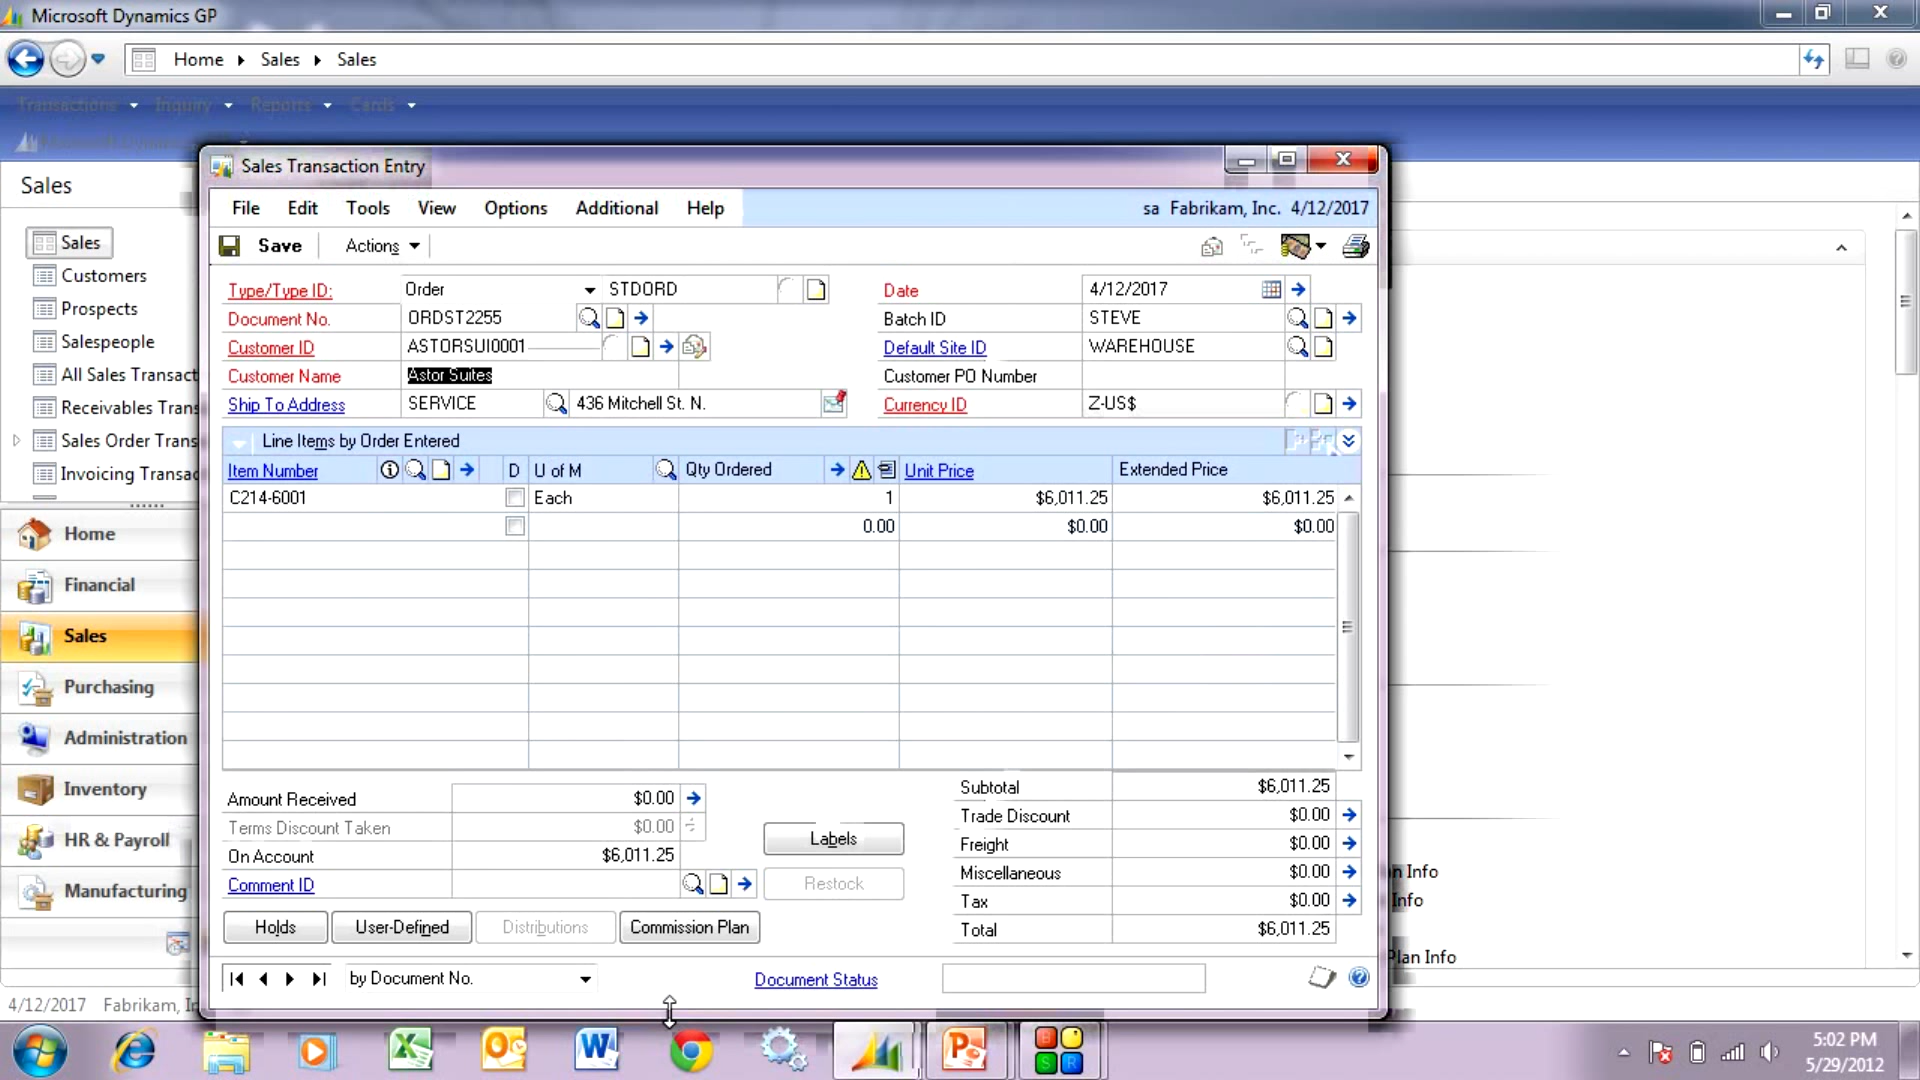 Microsoft Dynamics GP
Home Sales Sales
Transactions Inquiry Reports Cards
Sales
Sales
Customers
Prospects
Salespeople
All Sales Transact
Receivables Trans
Sales Order Trans
Invoicing Transac
Home
Financial
Sales
Purchasing
Administration
Inventory
HR & Payroll
Manufacturing
4/12/2017 Fabrikam, In
Sales Transaction Entry
File Edit Tools View Options Additional Help
sa Fabrikam, Inc. 4/12/2017
Save Actions
Type/Type ID: Order STDORD
Date 4/12/2017
Document No. ORDST2255
Batch ID STEVE
Customer ID ASTORSUI0001
Default Site ID WAREHOUSE
Customer Name Astor Suites
Customer PO Number
Ship To Address SERVICE 436 Mitchell St. N.
Currency ID Z-US$
Line Items by Order Entered
Item Number D U of M Qty Ordered Unit Price Extended Price
C214-6001 Each 1 $6,011.25 $6,011.25
0.00 $0.00 $0.00
Amount Received $0.00
Terms Discount Taken $0.00
On Account $6,011.25
Comment ID
Labels
Restock
Subtotal $6,011.25
Trade Discount $0.00
Freight $0.00
Miscellaneous $0.00
Tax $0.00
Total $6,011.25
Holds User-Defined Distributions Commission Plan
by Document No.
Document Status
n Info
Info
Plan Info
5:02 PM
5/29/2012